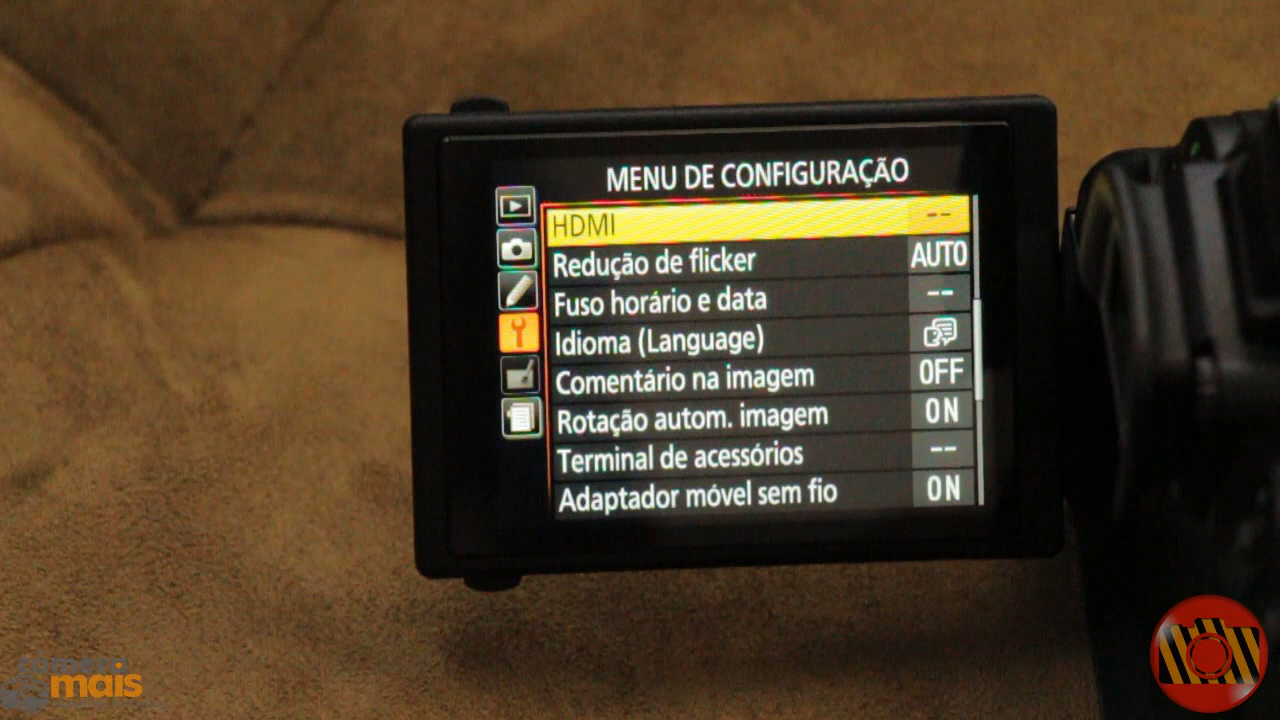 MENU DE CONFIGURAÇÃO
HDMI --
Redução de flicker AUTO
Fuso horário e data --
Idioma (Language)
Comentário na imagem OFF
Rotação autom. imagem ON
Terminal de acessórios --
Adaptador móvel sem fio ON
câmera
mais